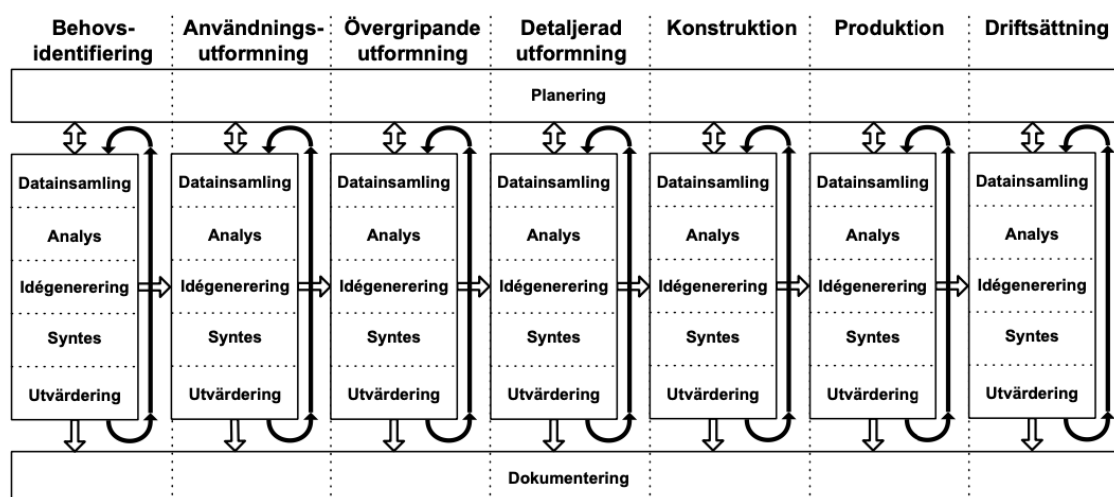 Behovs-
identifiering
Användnings-
utformning
Övergripande
utformning
Detaljerad
utformning
Konstruktion
Produktion
Driftsättning
Planering
Datainsamling Datainsamling Datainsamling Datainsamling Datainsamling Datainsamling Datainsamling
Analys Analys Analys Analys Analys Analys Analys
Idégenerering Idégenerering Idégenerering Idégenerering Idégenerering Idégenerering Idégenerering
Syntes Syntes Syntes Syntes Syntes Syntes Syntes
Utvärdering Utvärdering Utvärdering Utvärdering Utvärdering Utvärdering Utvärdering
Dokumentering